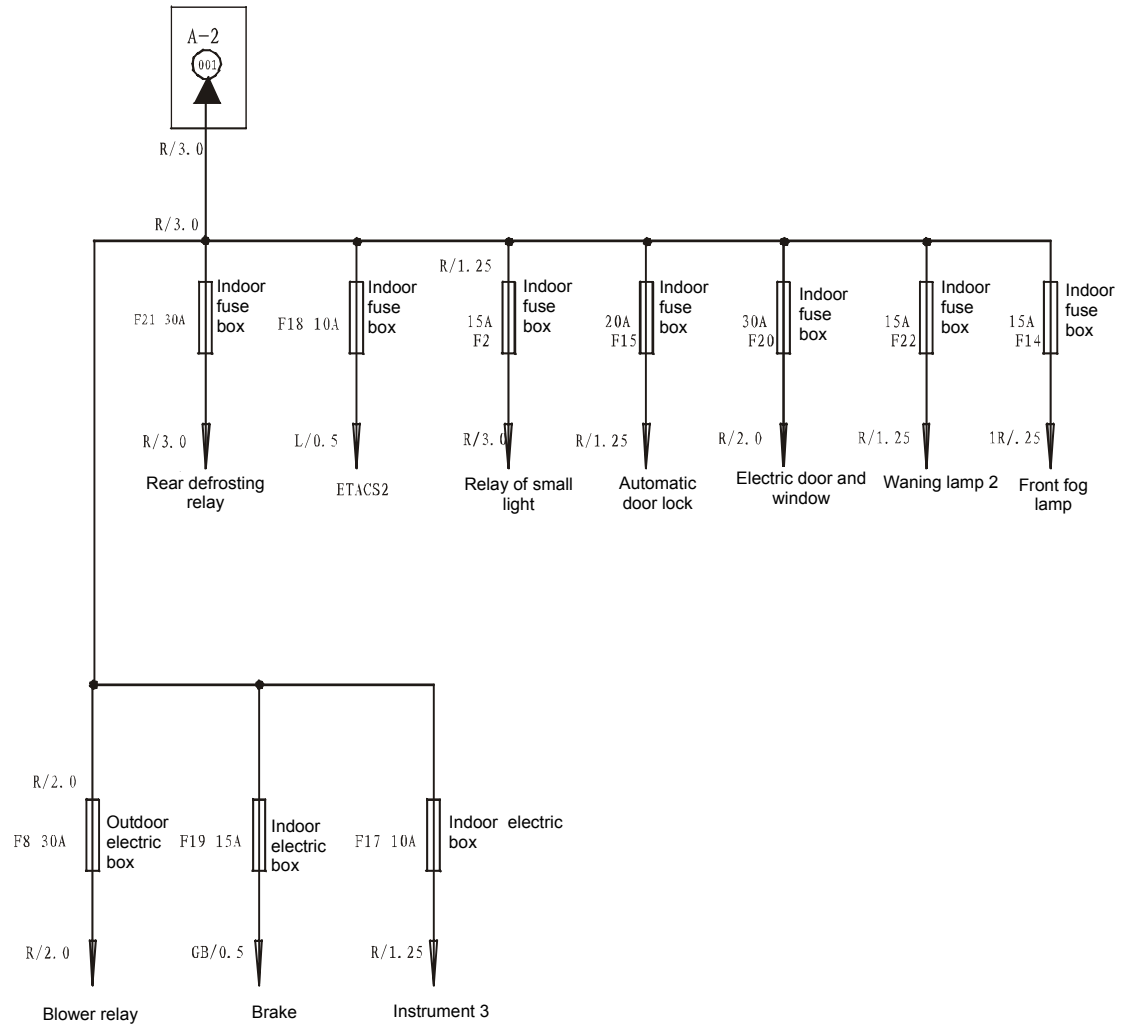 A-2
001
R/3.0
R/3.0
R/1.25
Indoor
fuse
box
F21 30A
Indoor
fuse
box
F18 10A
Indoor
fuse
box
15A
F2
Indoor
fuse
box
20A
F15
Indoor
fuse
box
30A
F20
Indoor
fuse
box
15A
F22
Indoor
fuse
box
15A
F14
R/3.0
L/0.5
R/3.0
R/1.25
R/2.0
R/1.25
1R/.25
Rear defrosting
relay
ETACS2
Relay of small
light
Automatic
door lock
Electric door and
window
Waning lamp 2
Front fog
lamp
R/2.0
F8 30A
Outdoor
electric
box
F19 15A
Indoor
electric
box
F17 10A
Indoor electric
box
R/2.0
GB/0.5
R/1.25
Blower relay
Brake
Instrument 3